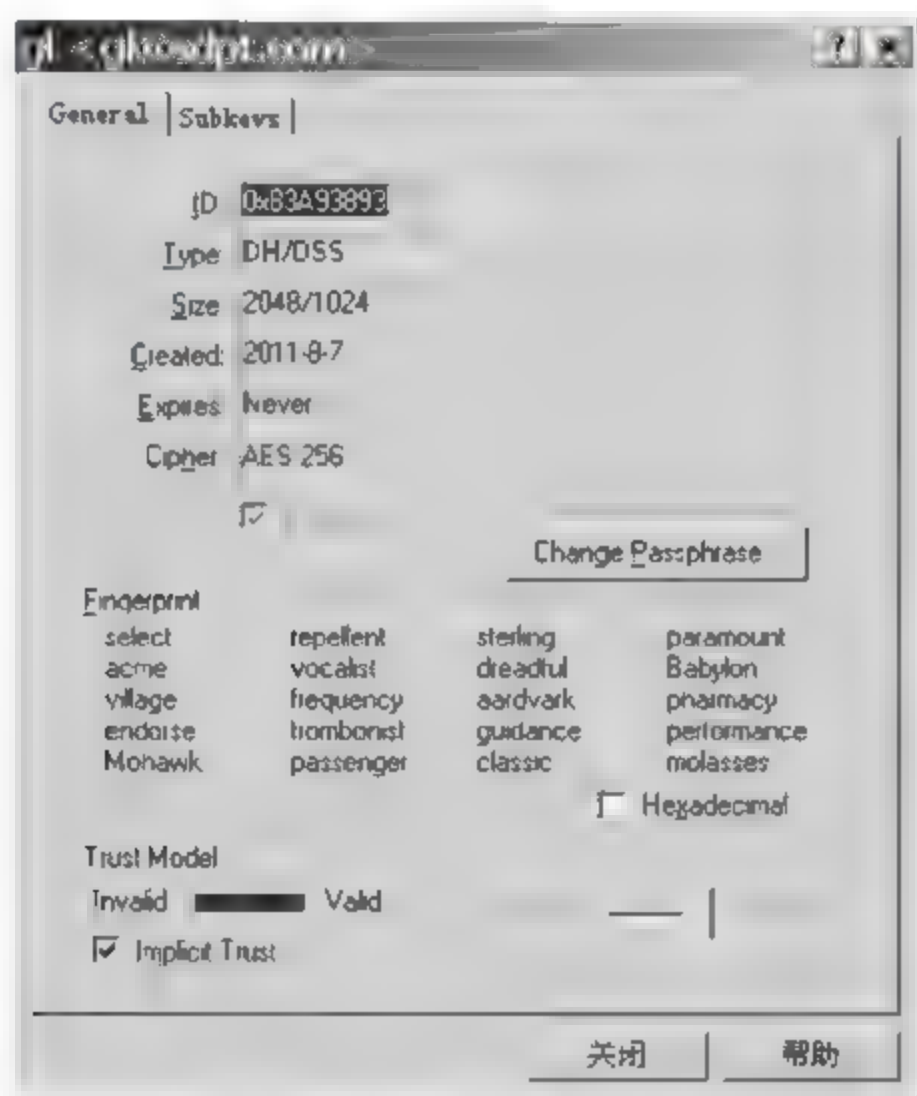 General Subkeys
ID 0xB3A93893
Type DH/DSS
Size 2048/1024
Created: 2011-8-7
Expires Never
Cipher AES 256
Change Passphrase
Fingerprint
select repellent sterling paramount
acme vocalist dreadful Babylon
village frequency aardvark pharmacy
endorse trombonist guidance performance
Mohawk passenger classic molasses
Hexadecimal
Trust Model
Invalid Valid
Implicit Trust
关闭 帮助